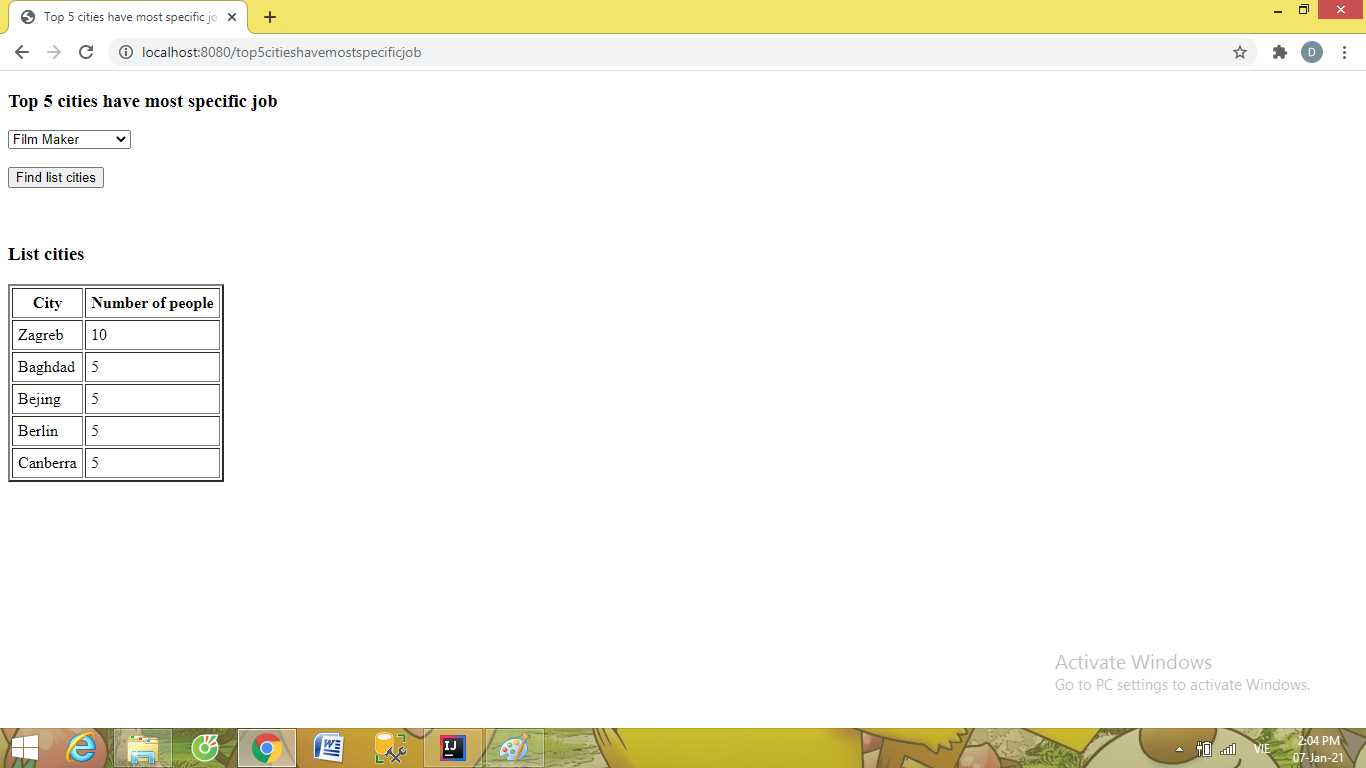 Top 5 cities have most specific jo
localhost:8080/top5citieshavemostspecificjob
D
Top 5 cities have most specific job
Film Maker
Find list cities
List cities
City Number of people
Zagreb 10
Baghdad 5
Bejing 5
Berlin 5
Canberra 5
Activate Windows
Go to PC settings to activate Windows.
IJ
VIE
2:04 PM
07-Jan-21